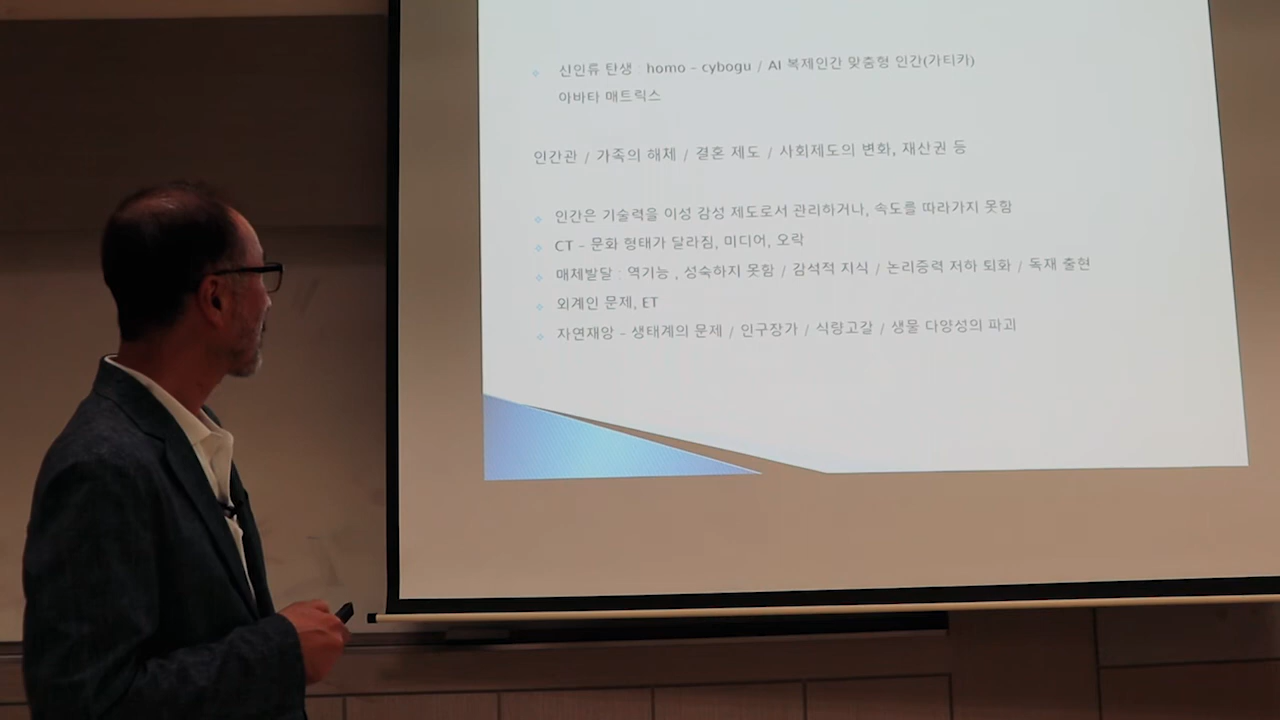 신인류 탄생 : homo - cybogu / AI 복제인간 맞춤형 인간(가티카)
아바타 매트릭스
인간관 / 가족의 해제 / 결혼 제도 / 사회제도의 변화, 재산권 등
인간은 기술력을 이성 감성 제도로서 관리하거나, 속도를 따라가지 못함
CT - 문화 형태가 달라짐, 미디어, 오락
매체발달 : 역기능 , 성숙하지 못함 / 감석적 지식 / 논리증력 저하 퇴화 / 독재 출현
외계인 문제, ET
자연재앙 - 생태계의 문제 / 인구장가 / 식량고갈 / 생물 다양성의 파괴